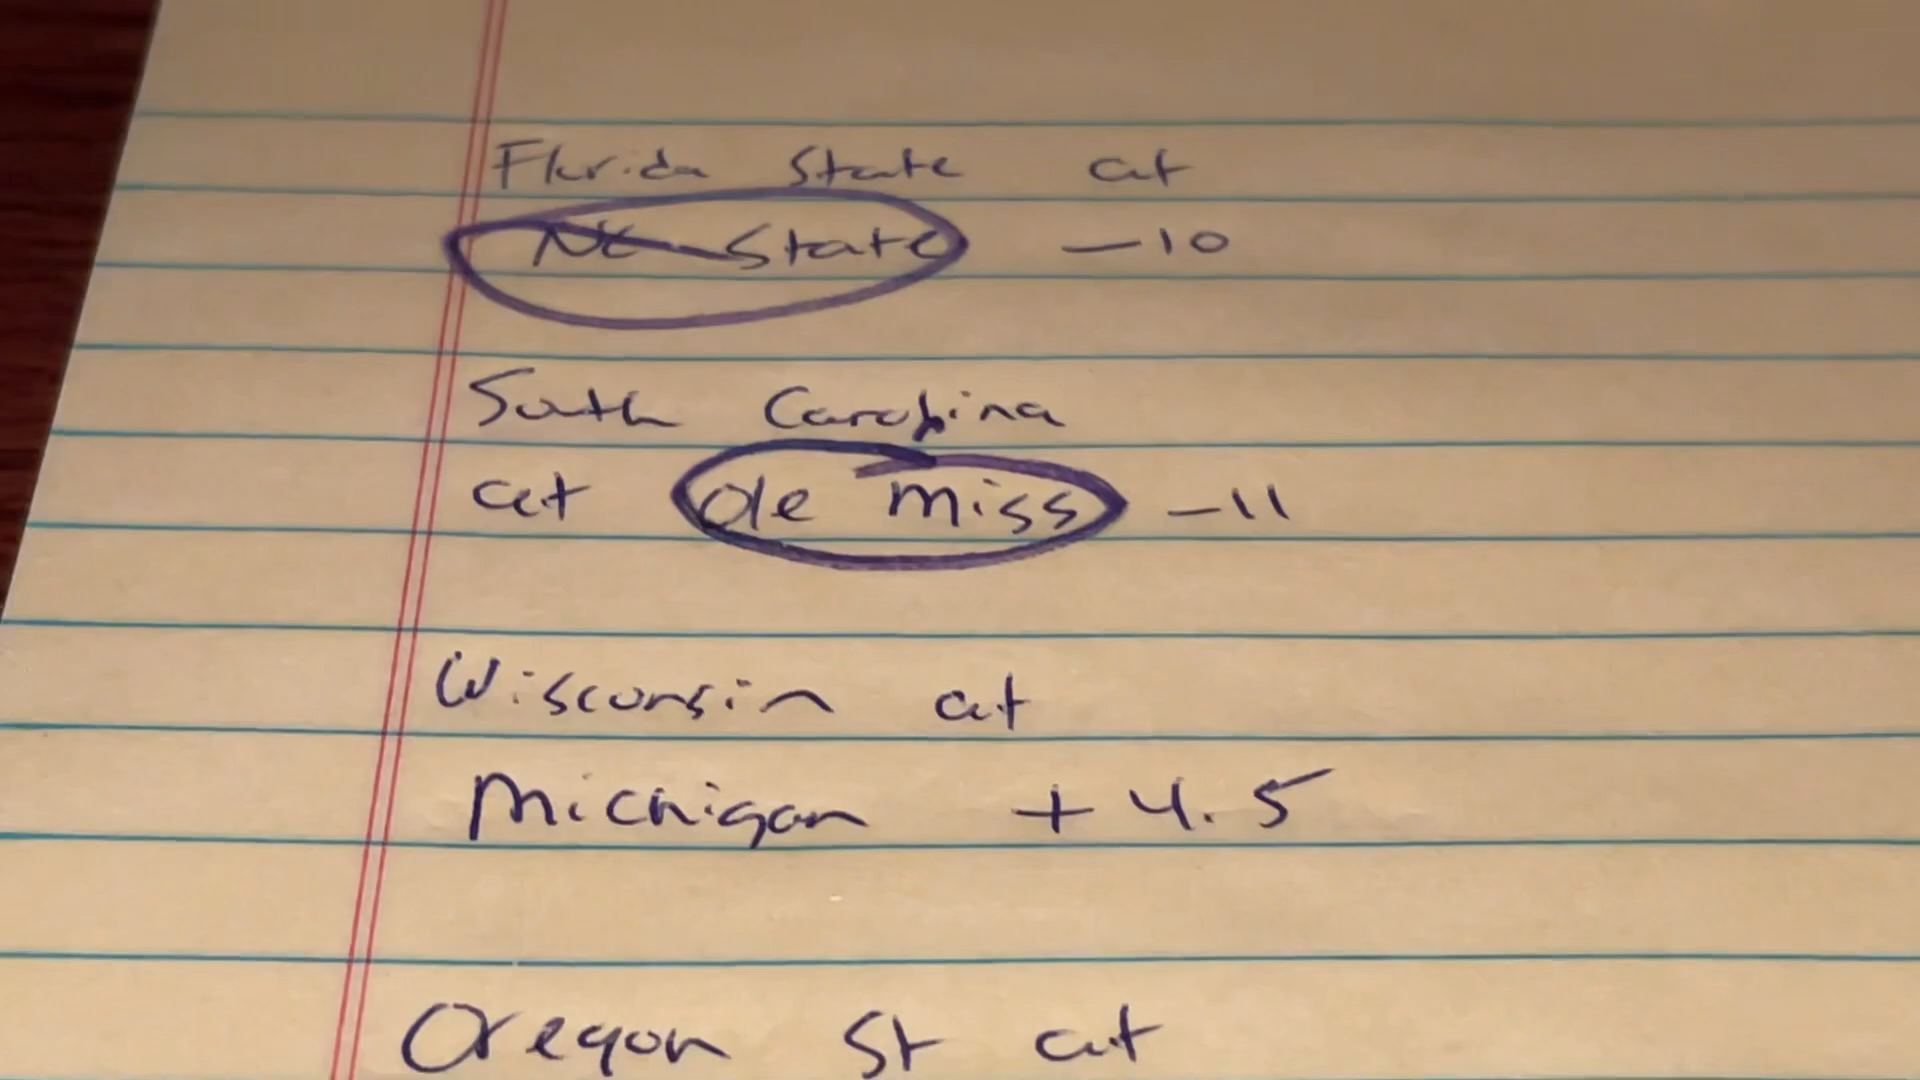 Florida State at
NC State -10
South Carolina
at ole miss -11
Wisconsin at
Michigan +4.5
Oregon St at